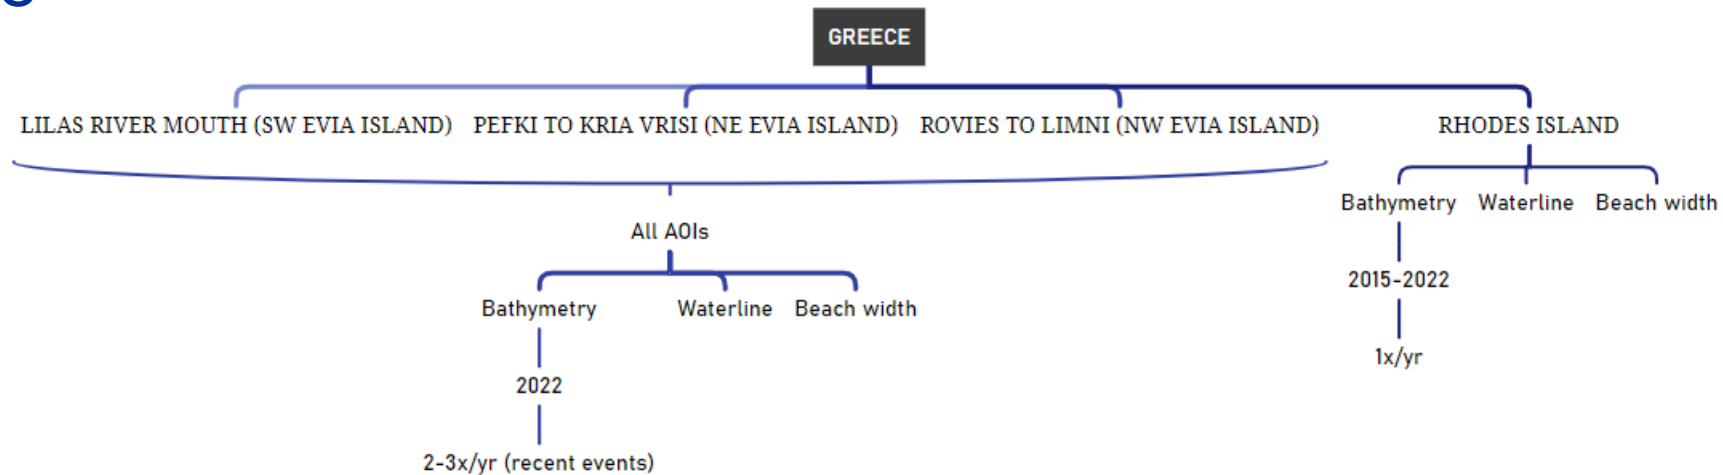 GREECE
LILAS RIVER MOUTH (SW EVIA ISLAND)
PEFKI TO KRIA VRISI (NE EVIA ISLAND)
ROVIES TO LIMNI (NW EVIA ISLAND)
RHODES ISLAND
All AOIs
Bathymetry
Waterline
Beach width
2022
2-3x/yr (recent events)
Bathymetry
Waterline
Beach width
2015-2022
1x/yr